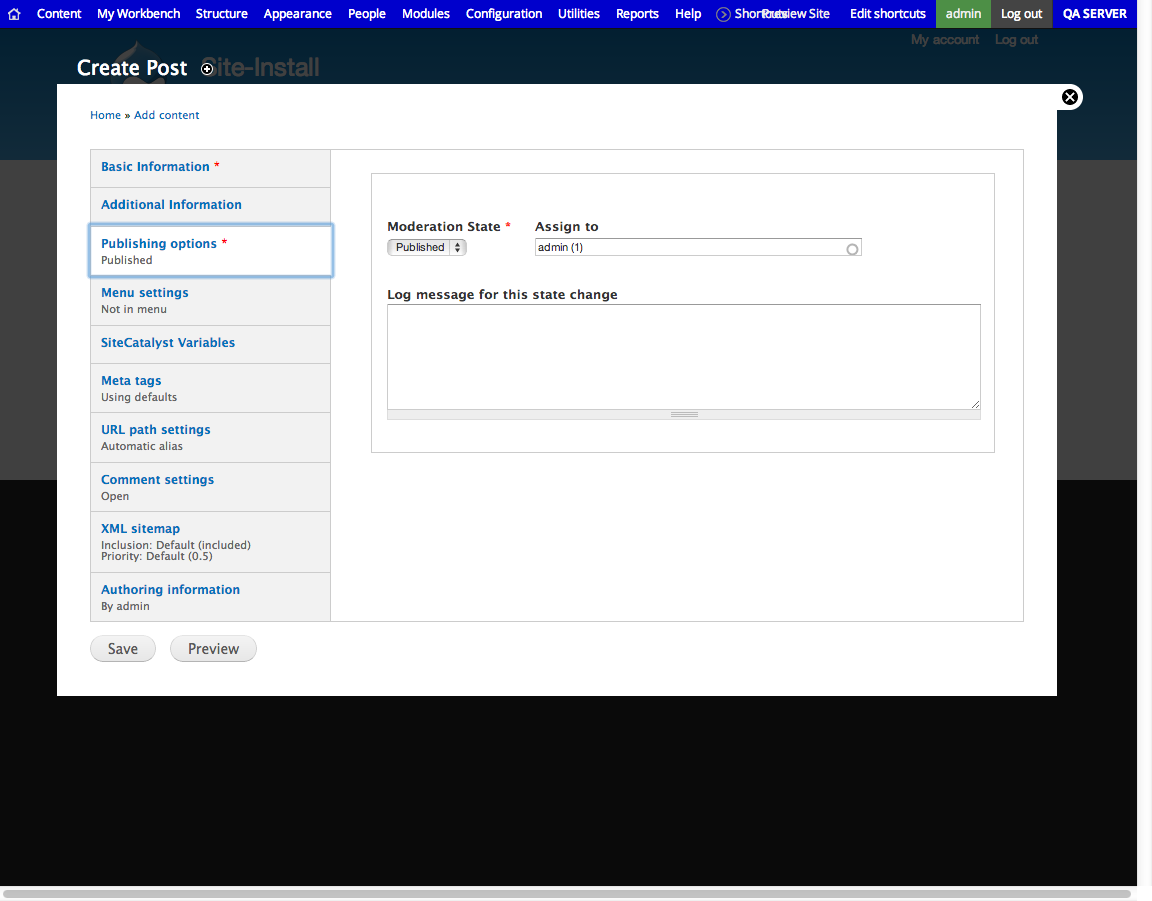 Content My Workbench Structure Appearance People Modules Configuration Utilities Reports Help Shortcuts Preview Site Edit shortcuts admin Log out QA SERVER
My account Log out
Create Post Site-Install
Home » Add content
Basic Information *
Additional Information
Publishing options *
Published
Menu settings
Not in menu
SiteCatalyst Variables
Meta tags
Using defaults
URL path settings
Automatic alias
Comment settings
Open
XML sitemap
Inclusion: Default (included)
Priority: Default (0.5)
Authoring information
By admin
Moderation State * Assign to
Published admin (1)
Log message for this state change
Save Preview